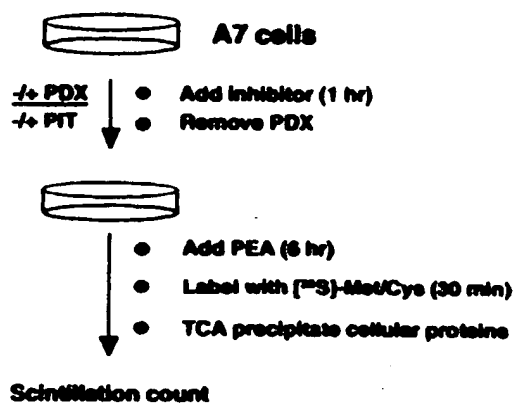 A7 cells
-/+ PDX
-/+ PIT
● Add inhibitor (1 hr)
● Remove PDX
● Add PEA (6 hr)
● Label with [³⁵S]-Met/Cys (30 min)
● TCA precipitate cellular proteins
Scintillation count